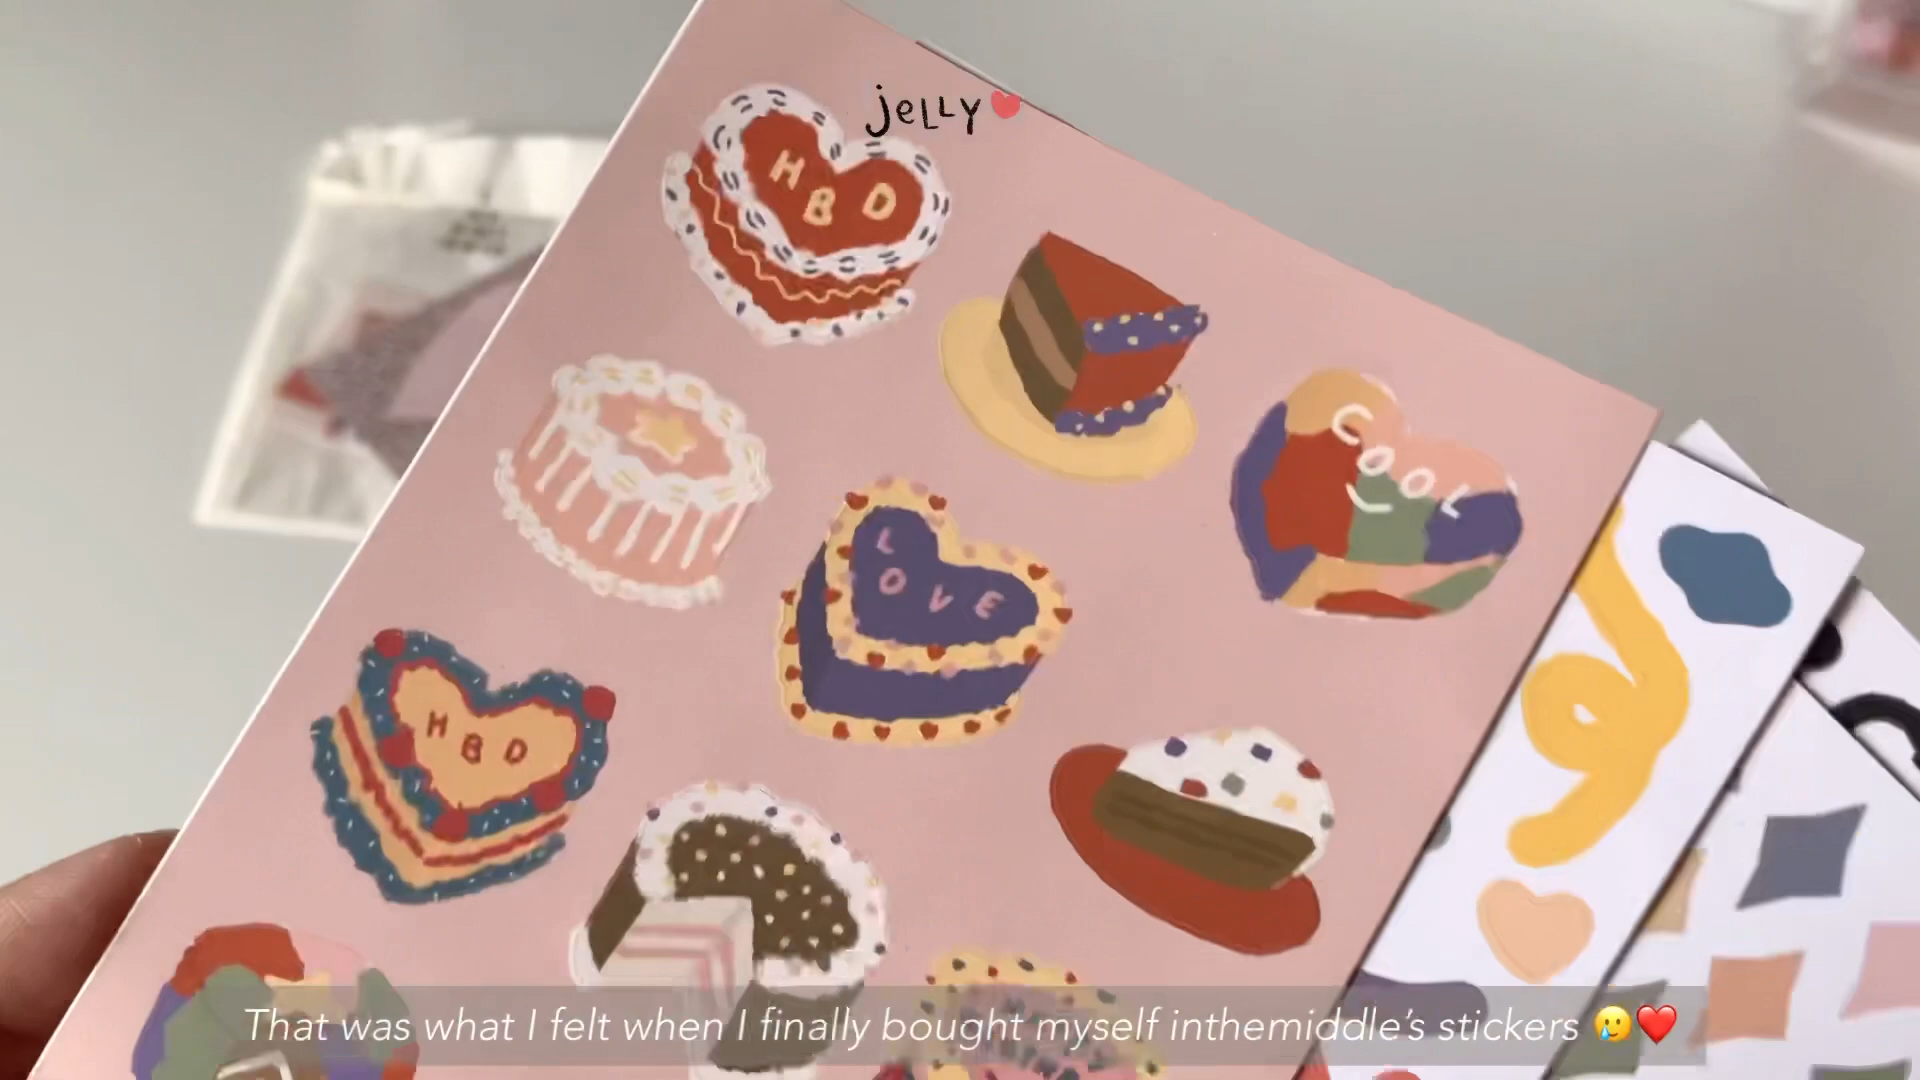 jeLLY
HBD
COOL
LOVE
HBD
That was what I felt when I finally bought myself inthemiddle's stickers 🥲❤️